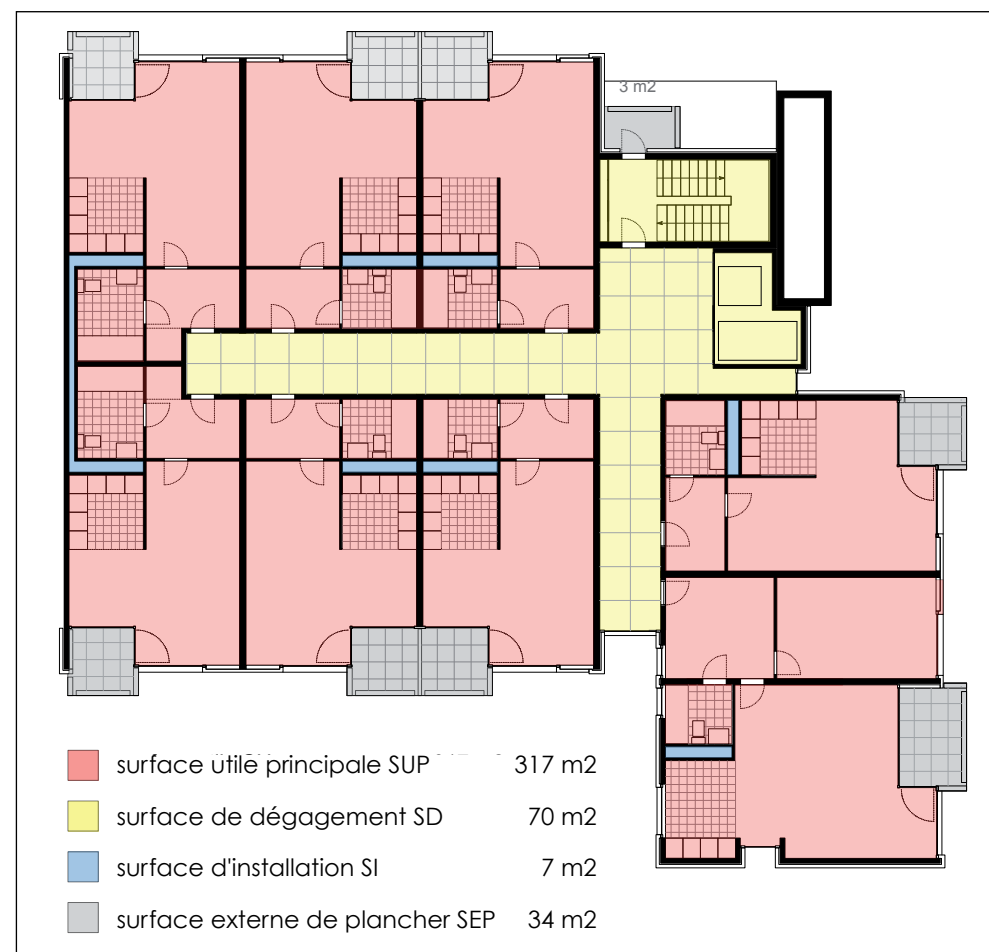 3 m2
surface utile principale SUP 317 m2
surface de dégagement SD 70 m2
surface d'installation SI 7 m2
surface externe de plancher SEP 34 m2